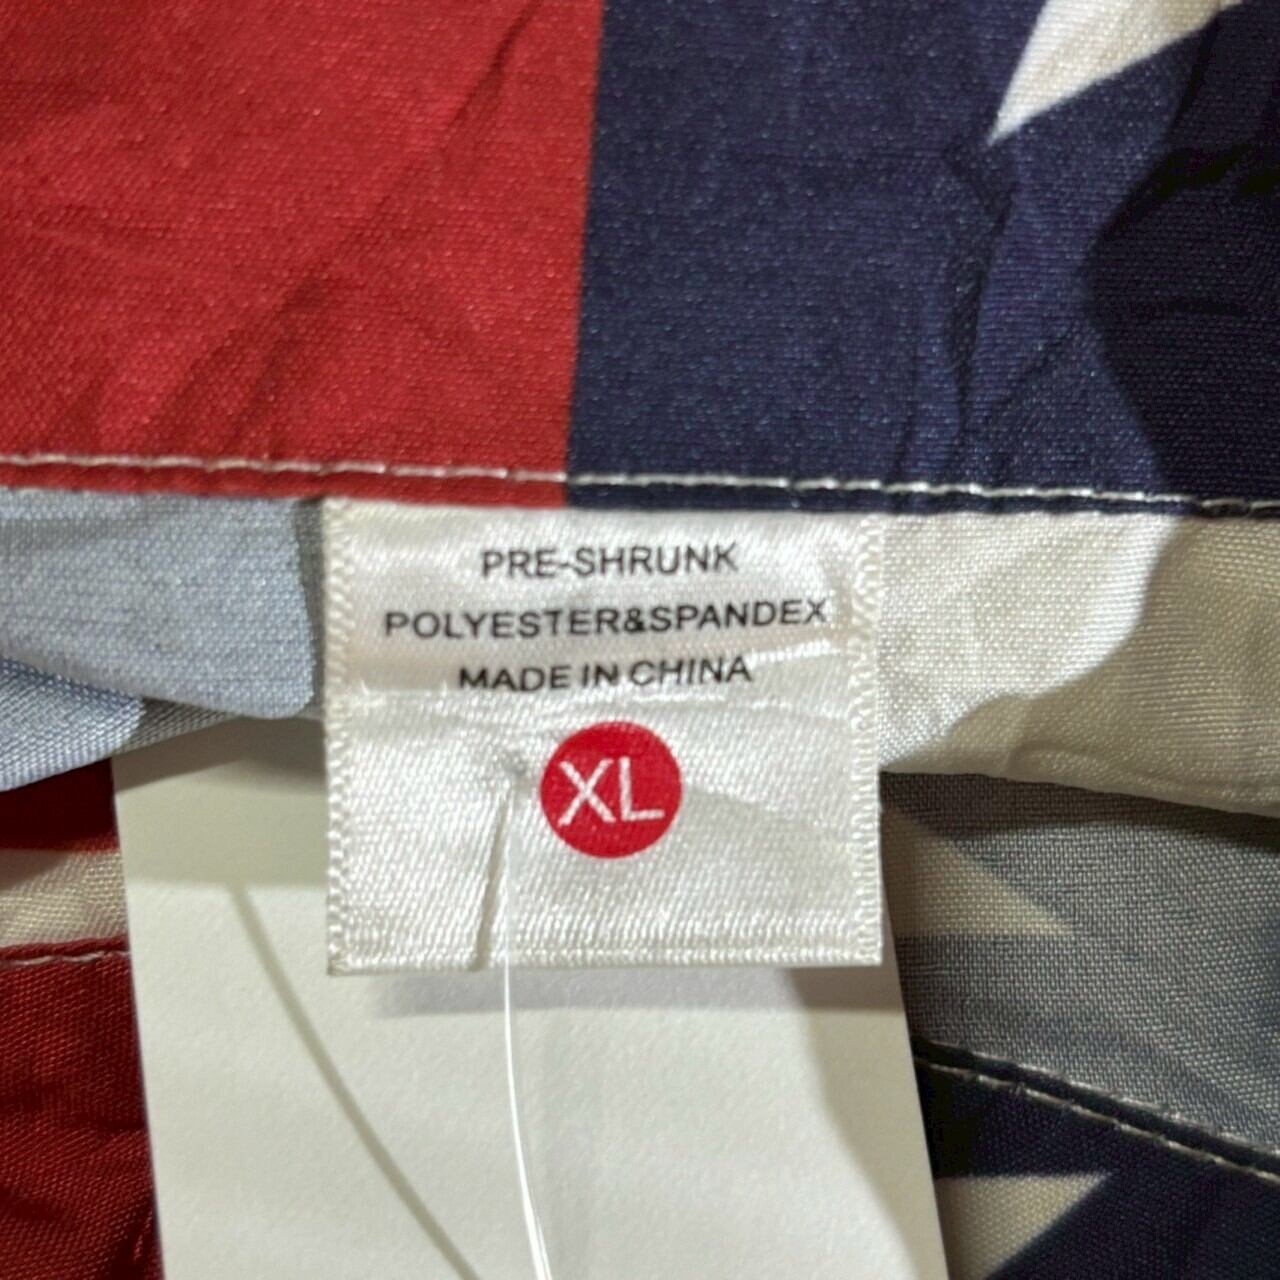 PRE-SHRUNK
POLYESTER&SPANDEX
MADE IN CHINA
XL